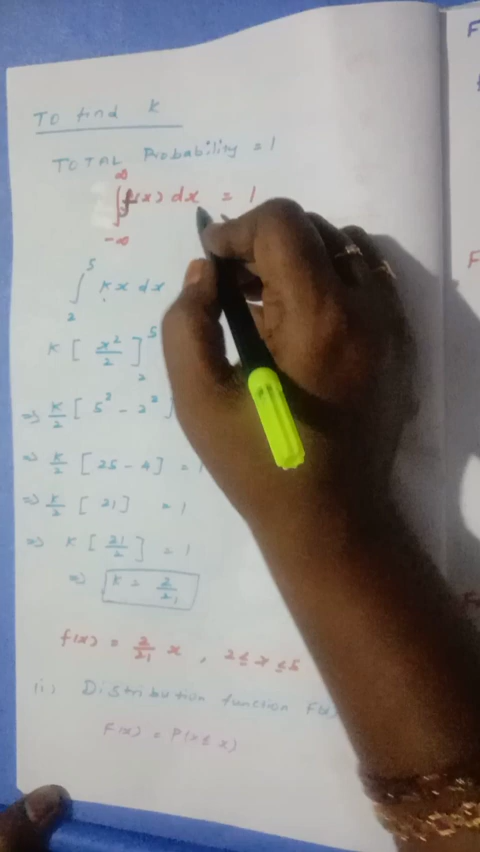 TO find K
TOTAL Probability = 1
∫_{-∞}^{∞} f(x) dx = 1
∫_{2}^{5} Kx dx
K [x²/2]_{2}^{5}
=> K/2 [5² - 2²]
=> K/2 [25 - 4] = 1
=> K/2 [21] = 1
=> K [21/2] = 1
=> K = 2/21
f(x) = 2/21 x , 2 ≤ x ≤ 5
(ii) Distribution function F(x)
F(x) = P(X ≤ x)